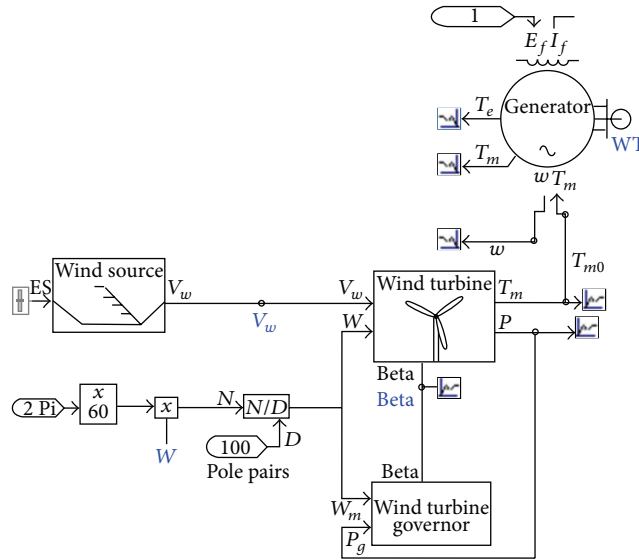 1
E_f I_f
T_e
Generator
WT
T_m
w T_m
w
T_m0
ES
Wind source
V_w
V_w
V_w
Wind turbine
T_m
W
P
Beta
Beta
2 Pi
x
60
x
N
N/D
W
100
D
Pole pairs
Beta
W_m
Wind turbine
governor
P_g